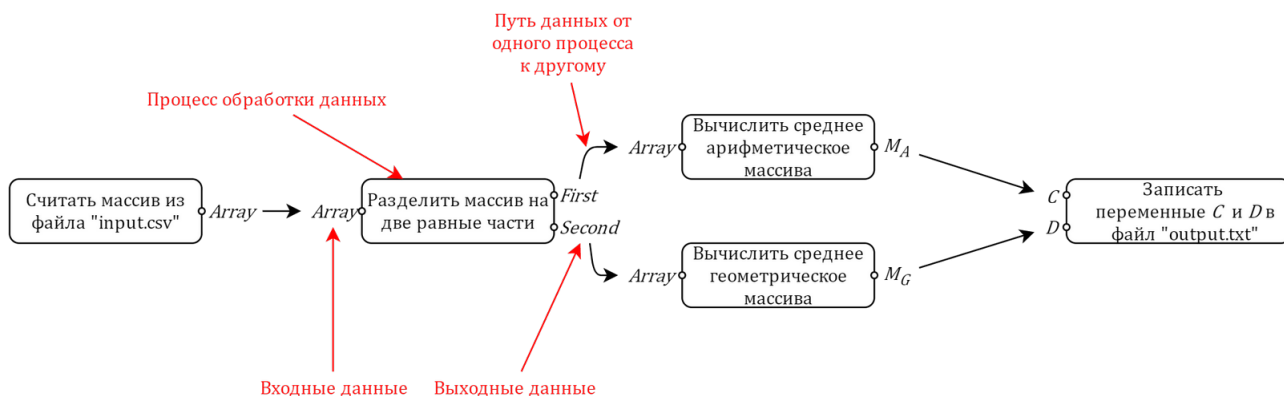 Путь данных от
одного процесса
к другому
Процесс обработки данных
Считать массив из
файла "input.csv"
Array
Array
Разделить массив на
две равные части
First
Second
Array
Вычислить среднее
арифметическое
массива
M_A
Array
Вычислить среднее
геометрическое
массива
M_G
C
D
Записать
переменные C и D в
файл "output.txt"
Входные данные
Выходные данные